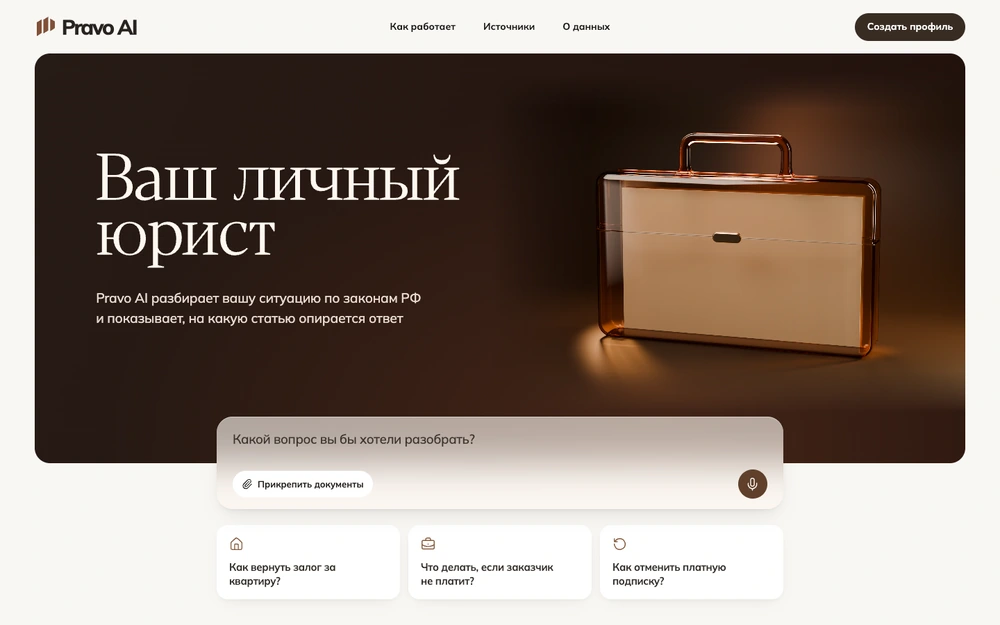 Pravo AI
Как работает
Источники
О данных
Создать профиль
Ваш личный
юрист
Pravo AI разбирает вашу ситуацию по законам РФ
и показывает, на какую статью опирается ответ
Какой вопрос вы бы хотели разобрать?
Прикрепить документы
Как вернуть залог за
квартиру?
Что делать, если заказчик
не платит?
Как отменить платную
подписку?